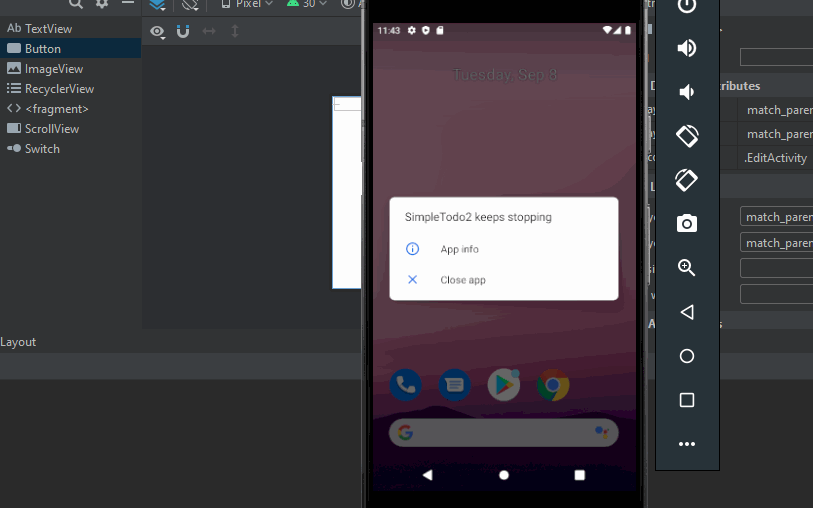 Pixel
30
Ab TextView
Button
ImageView
RecyclerView
<> <fragment>
ScrollView
Switch
Layout
11:43
Tuesday, Sep 8
SimpleTodo2 keeps stopping
App info
Close app
tributes
match_paren
match_paren
.EditActivity
match_paren
match_paren